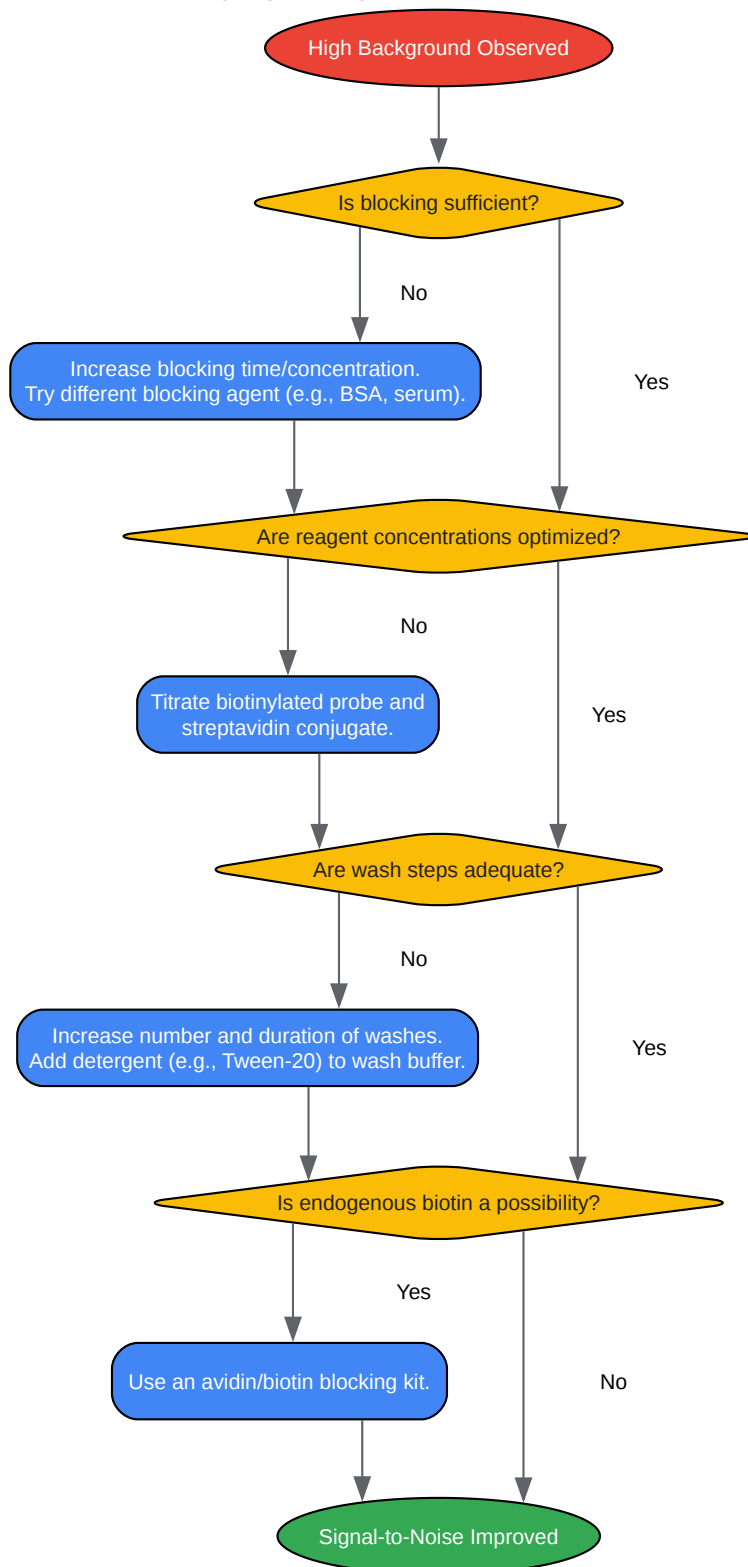 High Background Observed
Is blocking sufficient?
No
Increase blocking time/concentration.
Try different blocking agent (e.g., BSA, serum).
Yes
Are reagent concentrations optimized?
No
Titrate biotinylated probe and
streptavidin conjugate.
Yes
Are wash steps adequate?
No
Increase number and duration of washes.
Add detergent (e.g., Tween-20) to wash buffer.
Yes
Is endogenous biotin a possibility?
Yes
Use an avidin/biotin blocking kit.
No
Signal-to-Noise Improved